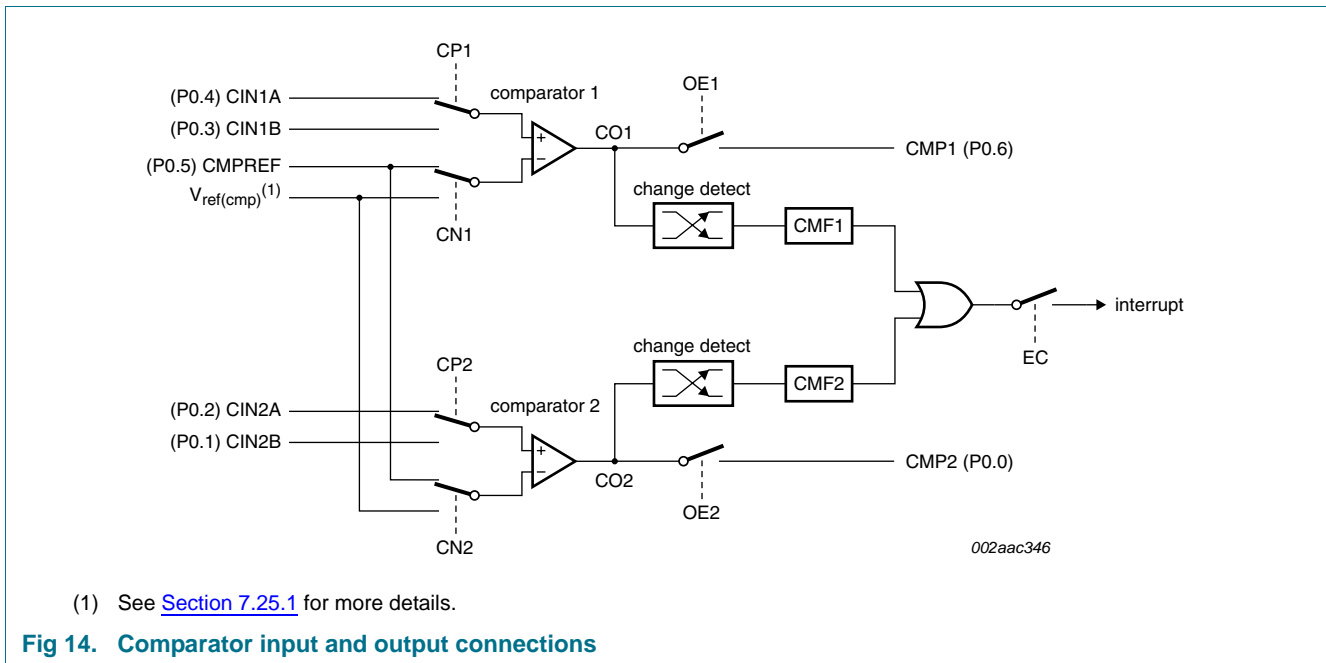 CP1
OE1
(P0.4) CIN1A
comparator 1
(P0.3) CIN1B
CO1
+
(P0.5) CMPREF
−
CMP1 (P0.6)
Vref(cmp)(1)
change detect
CN1
CMF1
interrupt
change detect
EC
CP2
CMF2
(P0.2) CIN2A
comparator 2
(P0.1) CIN2B
+
−
CO2
CMP2 (P0.0)
OE2
CN2
002aac346
(1) See Section 7.25.1 for more details.
Fig 14. Comparator input and output connections